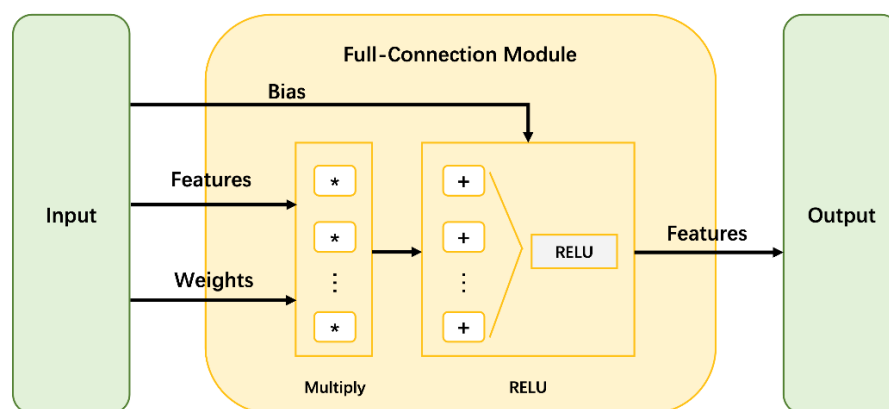 Full-Connection Module
Bias
Features
*
+
Input
*
+
RELU
Features
Output
Weights
⋮
⋮
*
+
Multiply
RELU